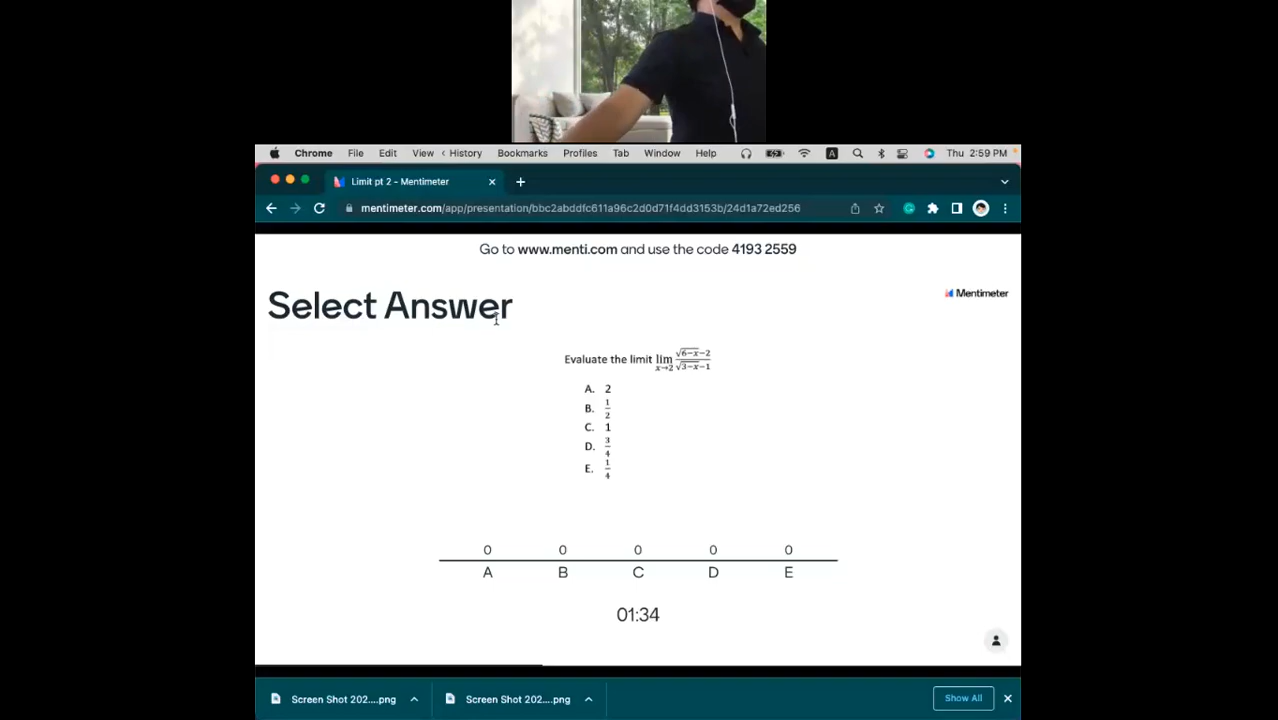 Chrome File Edit View History Bookmarks Profiles Tab Window Help A Thu 2:59 PM
Limit pt 2 - Mentimeter
mentimeter.com/app/presentation/bbc2abddfc611a96c2d0d71f4dd3153b/24d1a72ed256
Go to www.menti.com and use the code 4193 2559
Mentimeter
Select Answer
Evaluate the limit lim x→2 (√6−x − 2)/(√3−x − 1)
A. 2
B. 1/2
C. 1
D. 3/4
E. 1/4
0 0 0 0 0
A B C D E
01:34
Screen Shot 202....png Screen Shot 202....png Show All